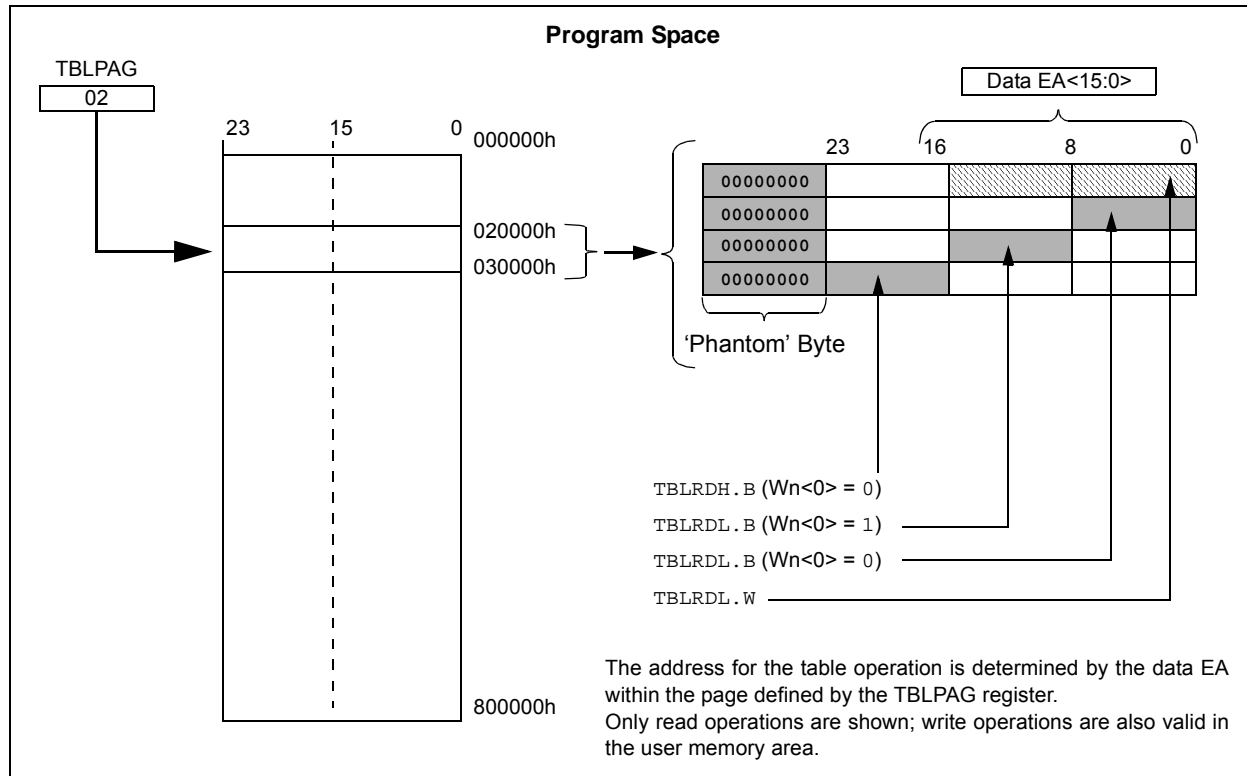 Program Space
TBLPAG
02
Data EA<15:0>
23 15 0
000000h
020000h
030000h
800000h
23 16 8 0
00000000
00000000
00000000
00000000
'Phantom' Byte
TBLRDH.B (Wn<0> = 0)
TBLRDL.B (Wn<0> = 1)
TBLRDL.B (Wn<0> = 0)
TBLRDL.W
The address for the table operation is determined by the data EA
within the page defined by the TBLPAG register.
Only read operations are shown; write operations are also valid in
the user memory area.